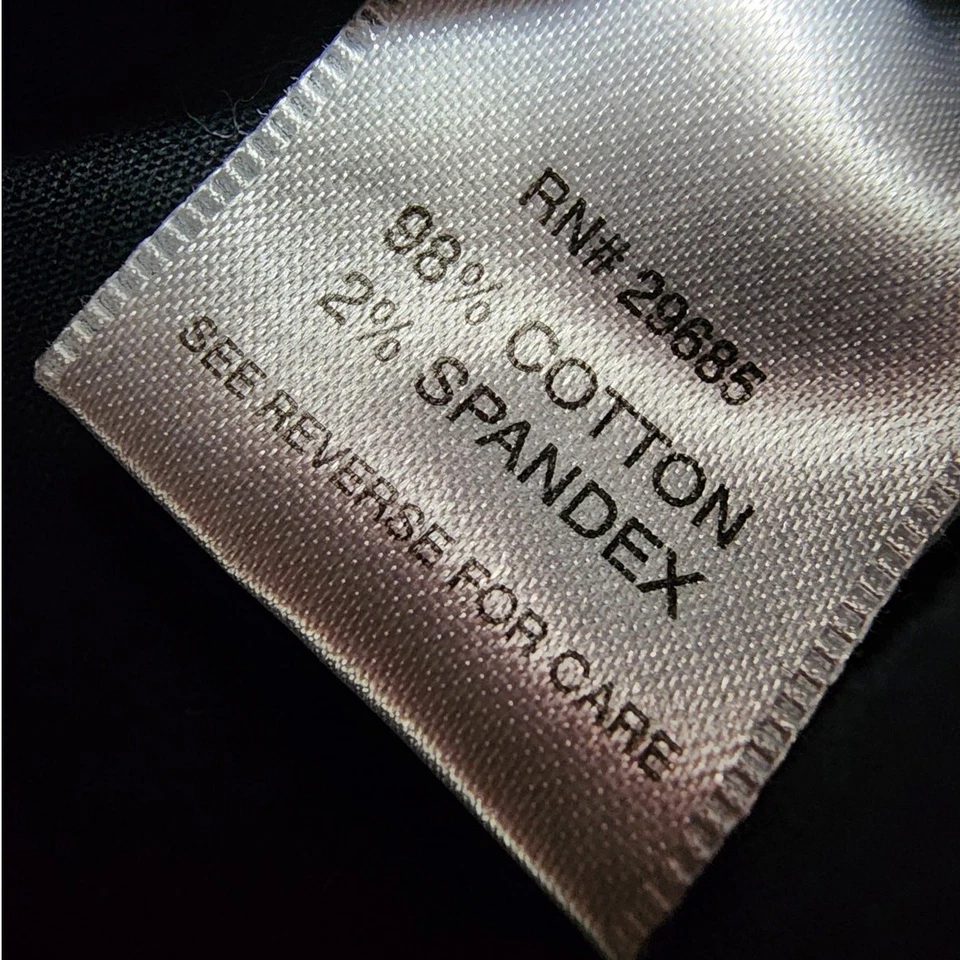 RN# 29685
98% COTTON
2% SPANDEX
SEE REVERSE FOR CARE